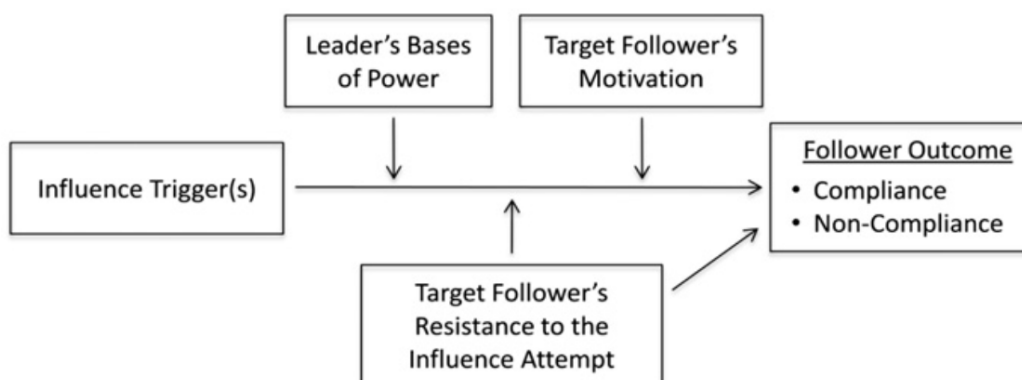 Leader’s Bases
of Power
Target Follower’s
Motivation
Influence Trigger(s)
Follower Outcome
• Compliance
• Non-Compliance
Target Follower’s
Resistance to the
Influence Attempt